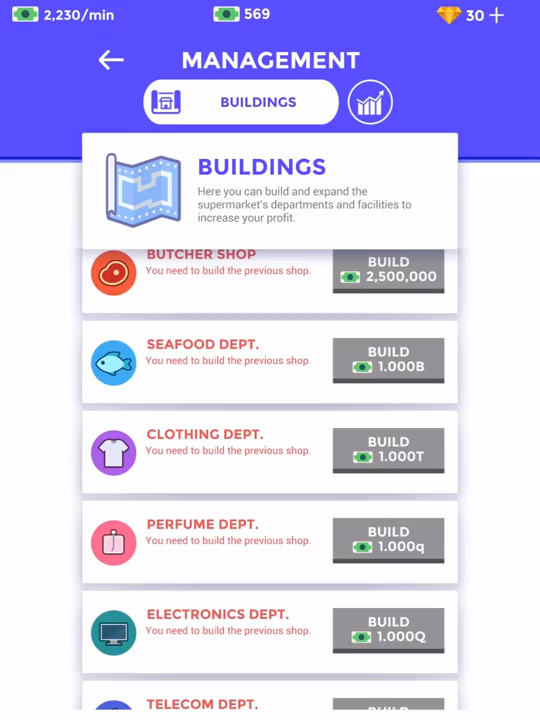 2,230/min
569
30 +
MANAGEMENT
BUILDINGS
BUILDINGS
Here you can build and expand the
supermarket's departments and facilities to
increase your profit.
BUTCHER SHOP
You need to build the previous shop.
BUILD
2,500,000
SEAFOOD DEPT.
You need to build the previous shop.
BUILD
1.000B
CLOTHING DEPT.
You need to build the previous shop.
BUILD
1.000T
PERFUME DEPT.
You need to build the previous shop.
BUILD
1.000q
ELECTRONICS DEPT.
You need to build the previous shop.
BUILD
1.000Q
TELECOM DEPT.
BUILD